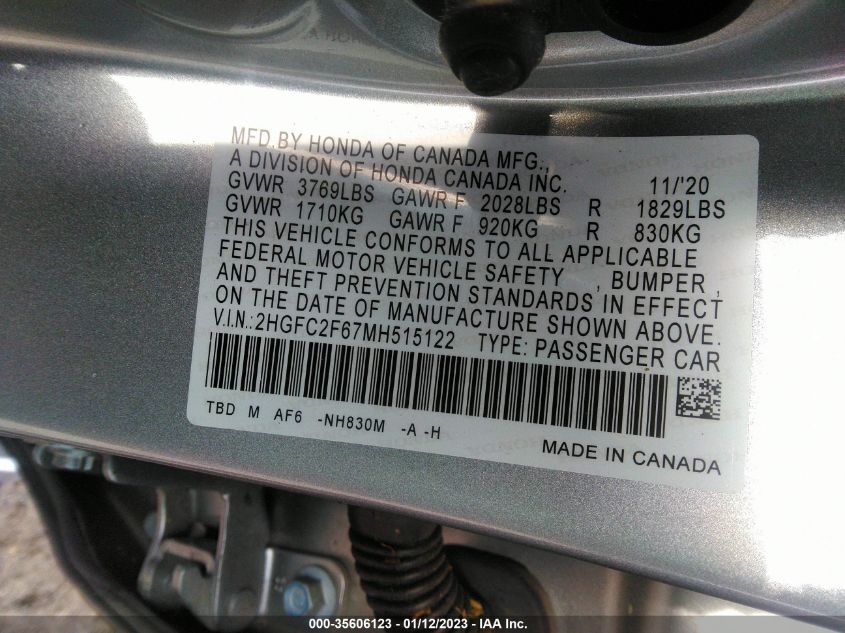 MFD. BY HONDA OF CANADA MFG.,
A DIVISION OF HONDA CANADA INC. 11/'20
GVWR 3769LBS GAWR F 2028LBS R 1829LBS
GVWR 1710KG GAWR F 920KG R 830KG
THIS VEHICLE CONFORMS TO ALL APPLICABLE
FEDERAL MOTOR VEHICLE SAFETY , BUMPER ,
AND THEFT PREVENTION STANDARDS IN EFFECT
ON THE DATE OF MANUFACTURE SHOWN ABOVE.
V.I.N.:2HGFC2F67MH515122 TYPE: PASSENGER CAR
TBD M AF6 -NH830M -A -H
MADE IN CANADA
000-35606123 — 01/12/2023 — IAA Inc.